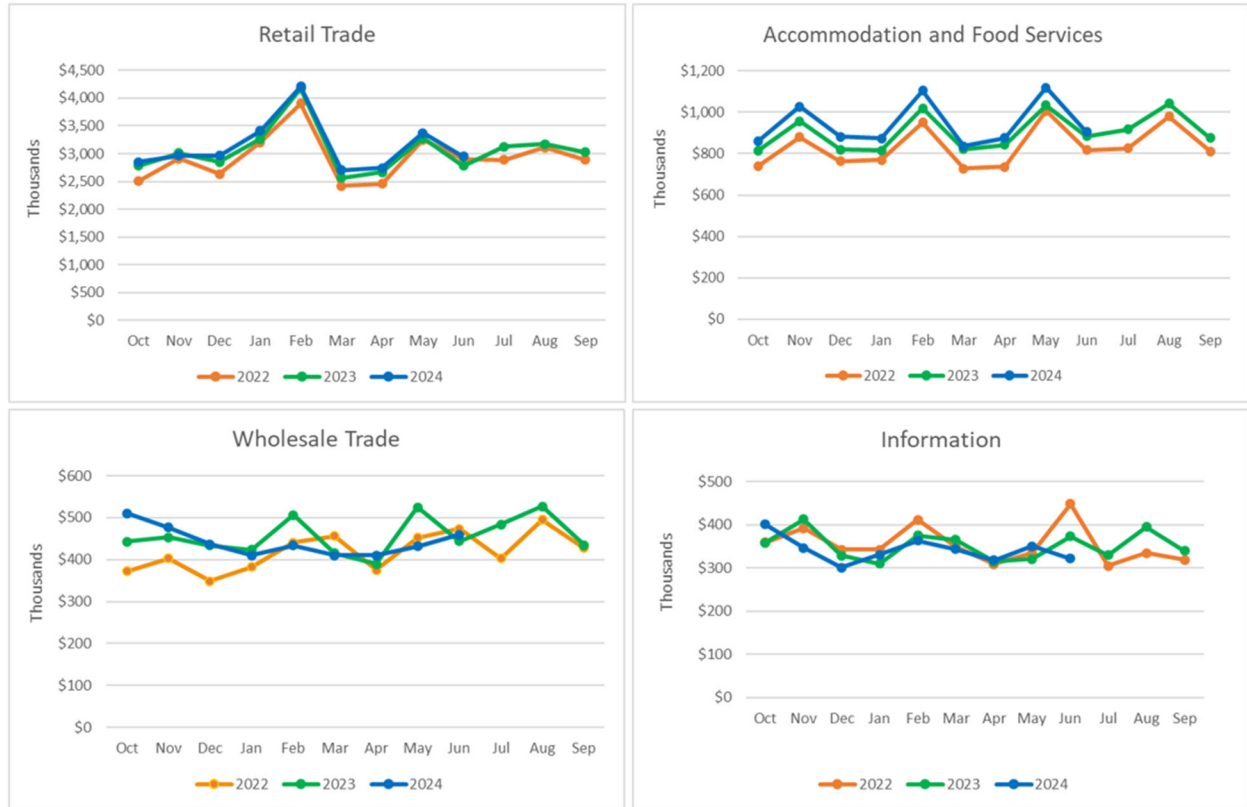 Retail Trade
Thousands
$4,500
$4,000
$3,500
$3,000
$2,500
$2,000
$1,500
$1,000
$500
$0
Oct Nov Dec Jan Feb Mar Apr May Jun Jul Aug Sep
2022 2023 2024
Accommodation and Food Services
Thousands
$1,200
$1,000
$800
$600
$400
$200
$0
Oct Nov Dec Jan Feb Mar Apr May Jun Jul Aug Sep
2022 2023 2024
Wholesale Trade
Thousands
$600
$500
$400
$300
$200
$100
$0
Oct Nov Dec Jan Feb Mar Apr May Jun Jul Aug Sep
2022 2023 2024
Information
Thousands
$500
$400
$300
$200
$100
$0
Oct Nov Dec Jan Feb Mar Apr May Jun Jul Aug Sep
2022 2023 2024